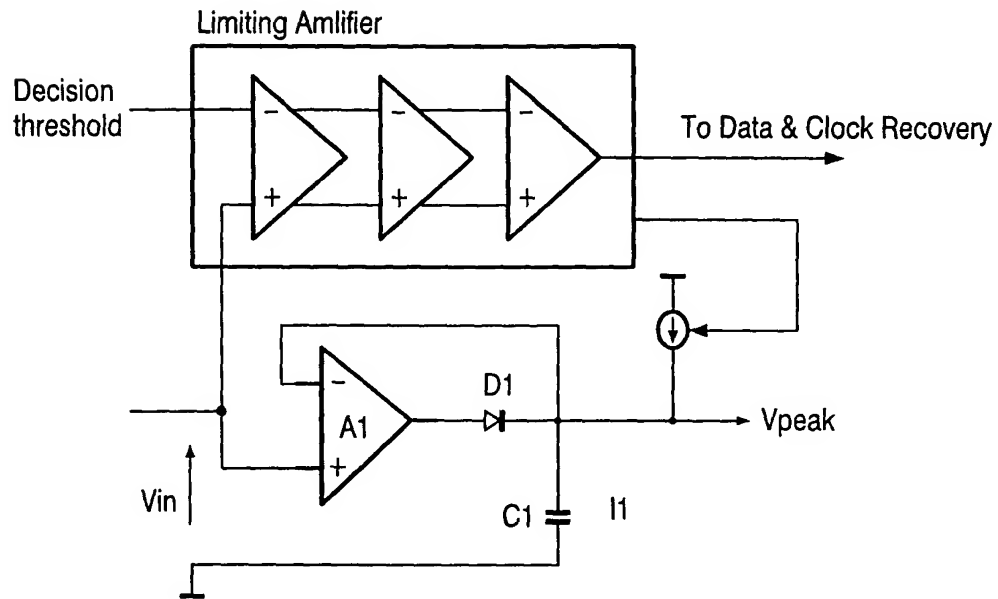 Limiting Amlifier
Decision
threshold
−
−
−
To Data & Clock Recovery
+
+
+
−
D1
A1
Vpeak
+
Vin
C1
I1